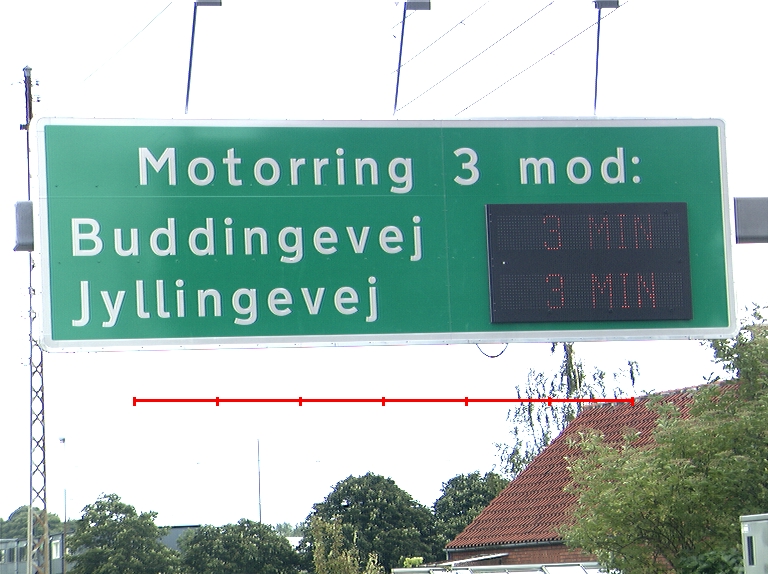 Motorring 3 mod:
Buddingevej 3 MIN
Jyllingevej 3 MIN